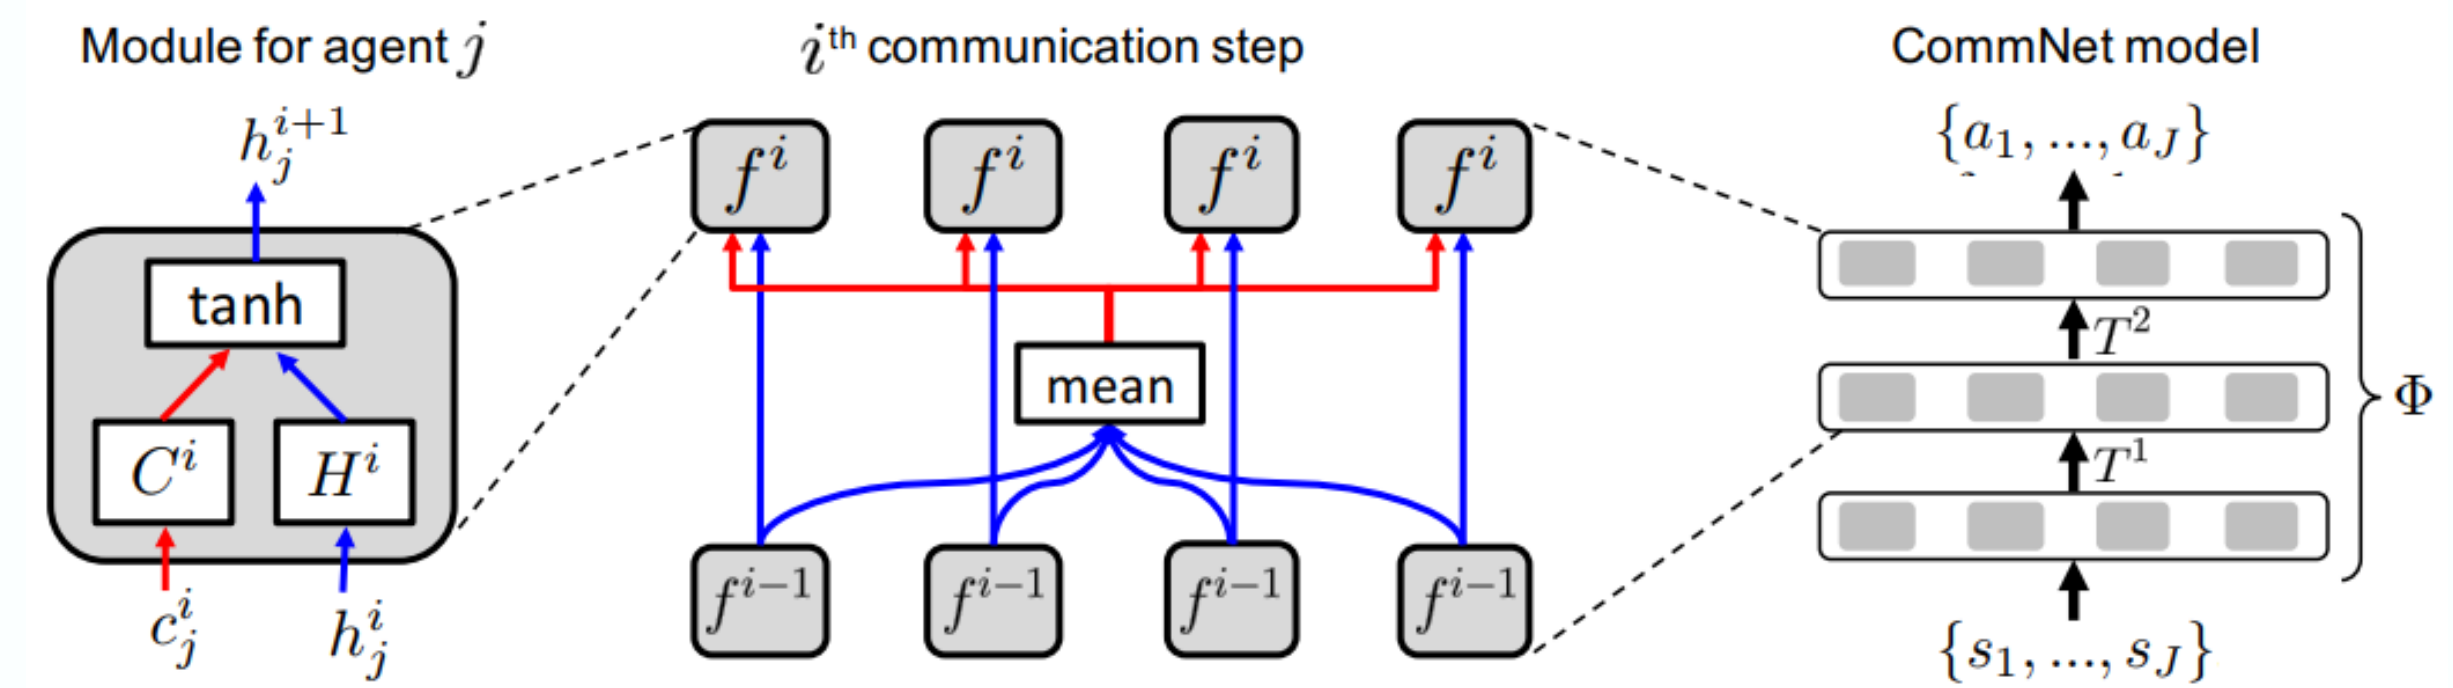 Module for agent j
h_j^{i+1}
tanh
C^i
H^i
c_j^i
h_j^i
i^th communication step
f^i
f^i
f^i
f^i
mean
f^{i-1}
f^{i-1}
f^{i-1}
f^{i-1}
CommNet model
{a_1, ..., a_J}
T^2
T^1
Φ
{s_1, ..., s_J}